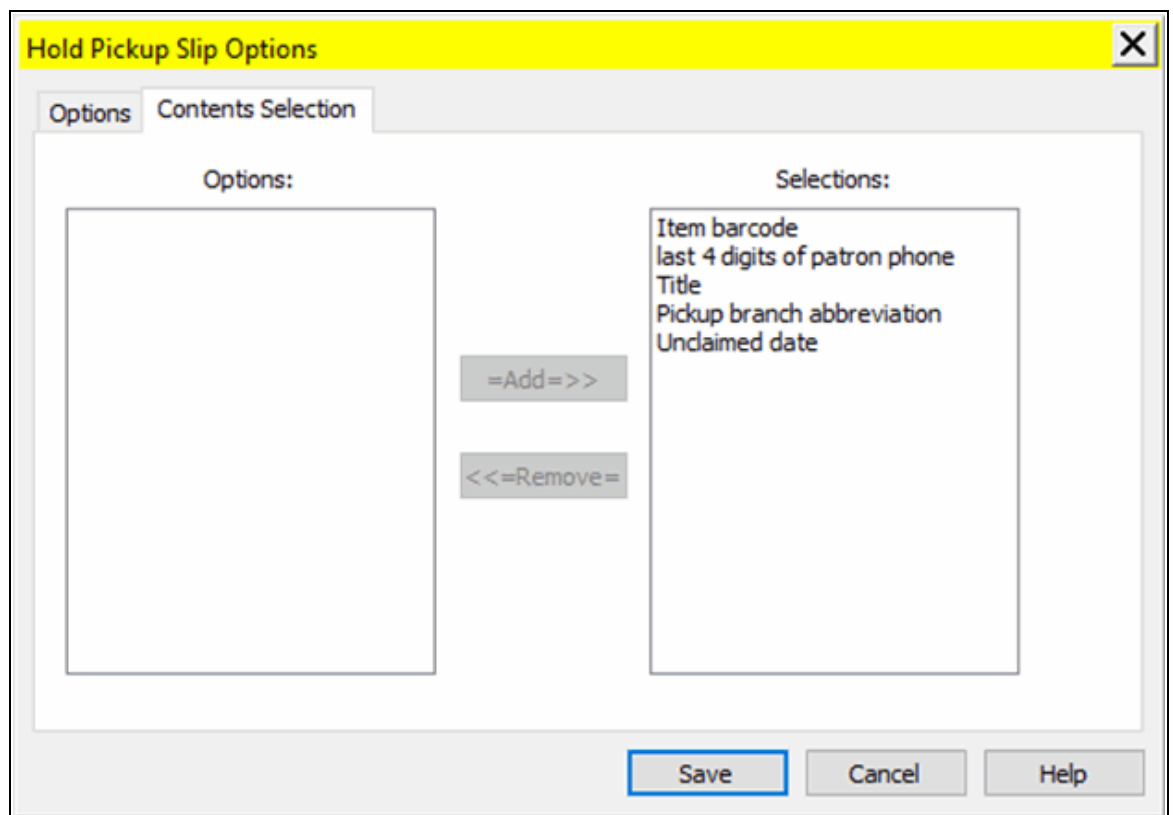 Hold Pickup Slip Options
Options
Contents Selection
Options:
Selections:
Item barcode
last 4 digits of patron phone
Title
Pickup branch abbreviation
Unclaimed date
=Add=>>
<<=Remove=
Save
Cancel
Help